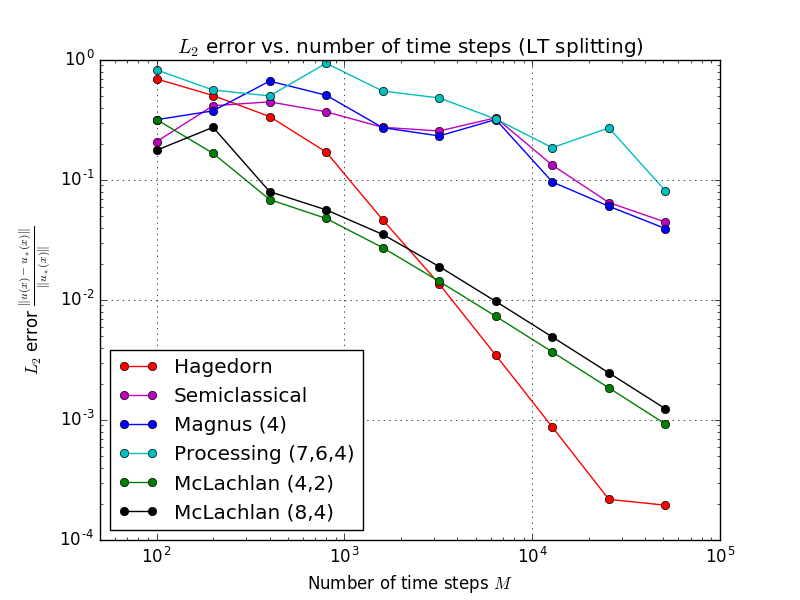 L₂ error vs. number of time steps (LT splitting)
10⁰
10⁻¹
10⁻²
10⁻³
10⁻⁴
L₂ error ||u(x) − u∗(x)|| / ||u∗(x)||
Hagedorn
Semiclassical
Magnus (4)
Processing (7,6,4)
McLachlan (4,2)
McLachlan (8,4)
10² 10³ 10⁴ 10⁵
Number of time steps M